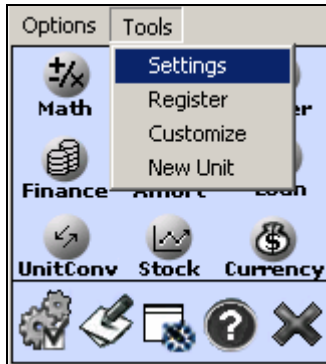 Options Tools
Settings
Register
Customize
New Unit
Math
Finance
UnitConv Stock Currency